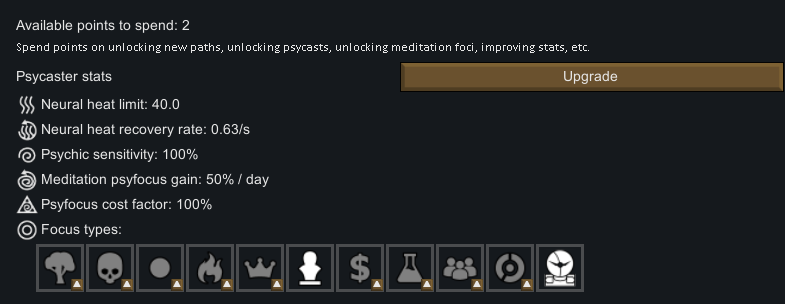 Available points to spend: 2
Spend points on unlocking new paths, unlocking psycasts, unlocking meditation foci, improving stats, etc.
Psycaster stats
Upgrade
Neural heat limit: 40.0
Neural heat recovery rate: 0.63/s
Psychic sensitivity: 100%
Meditation psyfocus gain: 50% / day
Psyfocus cost factor: 100%
Focus types:
$